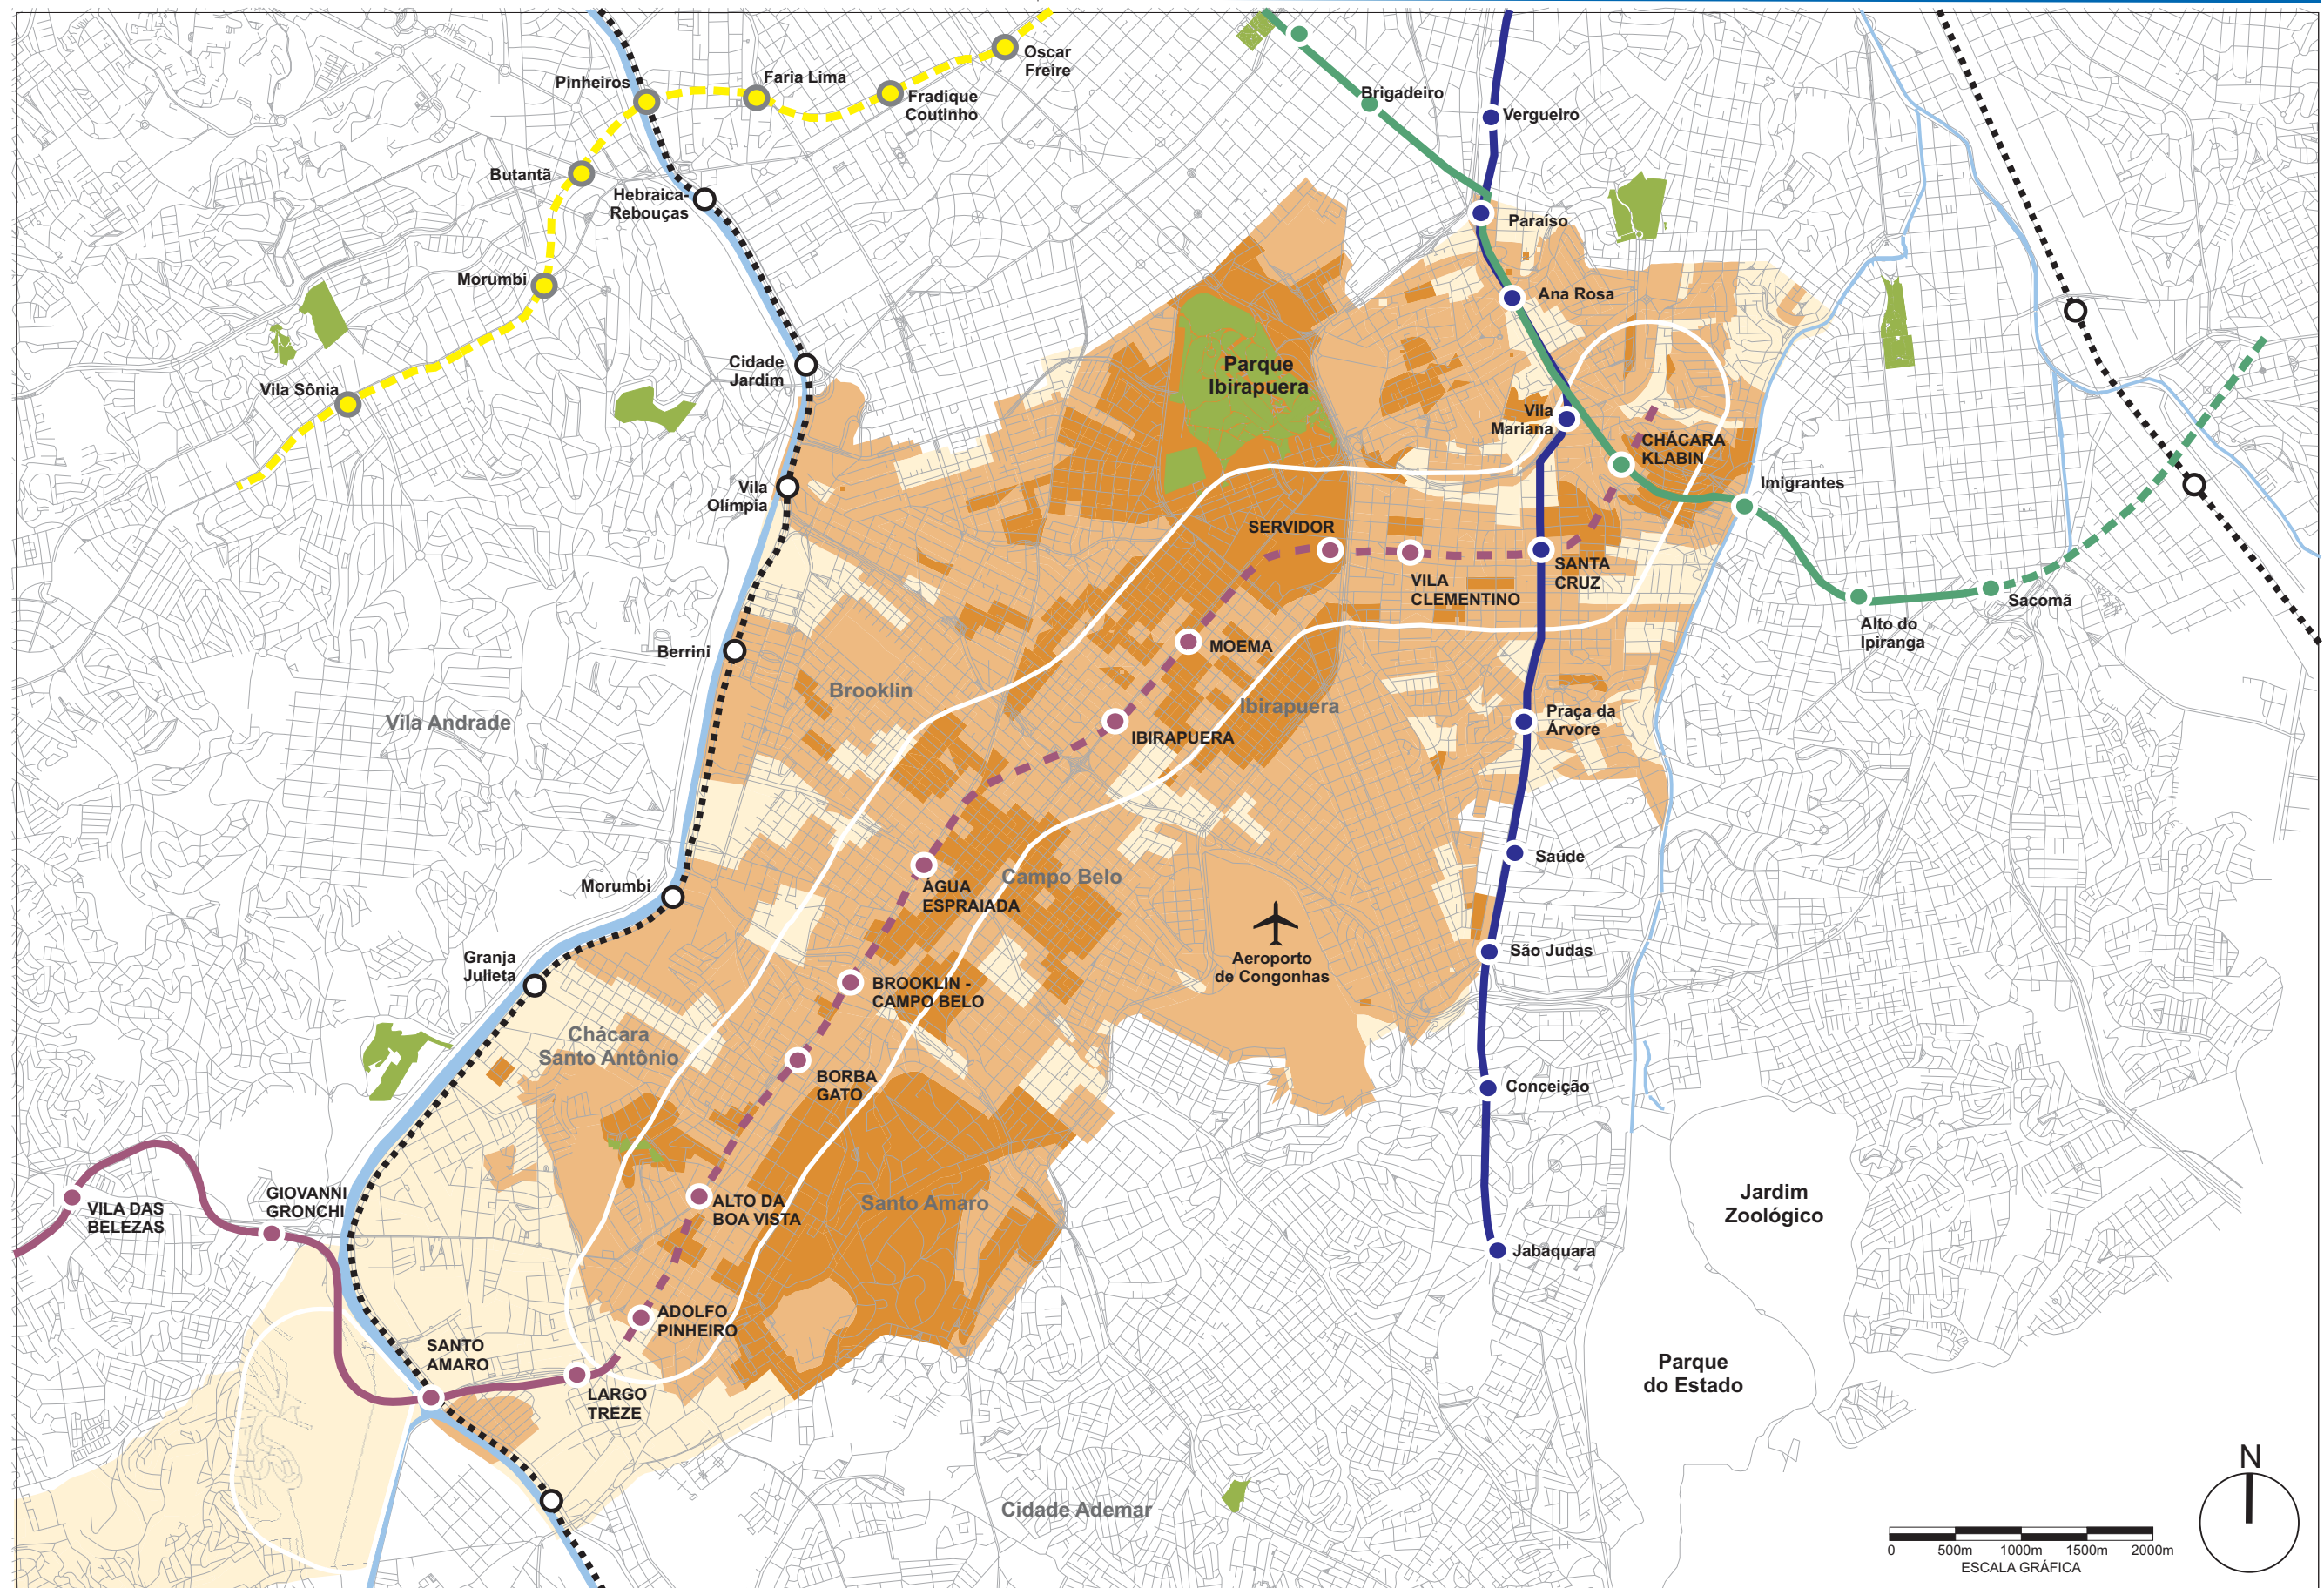 Oscar
Freire
Faria Lima
Pinheiros
Fradique
Coutinho
Brigadeiro
Vergueiro
Butantã
Hebraica-
Rebouças
Paraíso
Morumbi
Ana Rosa
Cidade
Jardim
Parque
Ibirapuera
Vila Sônia
Vila
Mariana
CHÁCARA
KLABIN
Vila
Olímpia
Imigrantes
SERVIDOR
VILA
CLEMENTINO
SANTA
CRUZ
Sacomã
Alto do
Ipiranga
Berrini
MOEMA
Brooklin
Ibirapuera
Vila Andrade
IBIRAPUERA
Praça da
Árvore
Saúde
Morumbi
ÁGUA
ESPRAIADA
Campo Belo
Granja
Julieta
Aeroporto
de Congonhas
São Judas
BROOKLIN -
CAMPO BELO
Chácara
Santo Antônio
BORBA
GATO
Conceição
VILA DAS
BELEZAS
GIOVANNI
GRONCHI
ALTO DA
BOA VISTA
Santo Amaro
Jardim
Zoológico
Jabaquara
ADOLFO
PINHEIRO
SANTO
AMARO
LARGO
TREZE
Parque
do Estado
Cidade Ademar
N
0 500m 1000m 1500m 2000m
ESCALA GRÁFICA